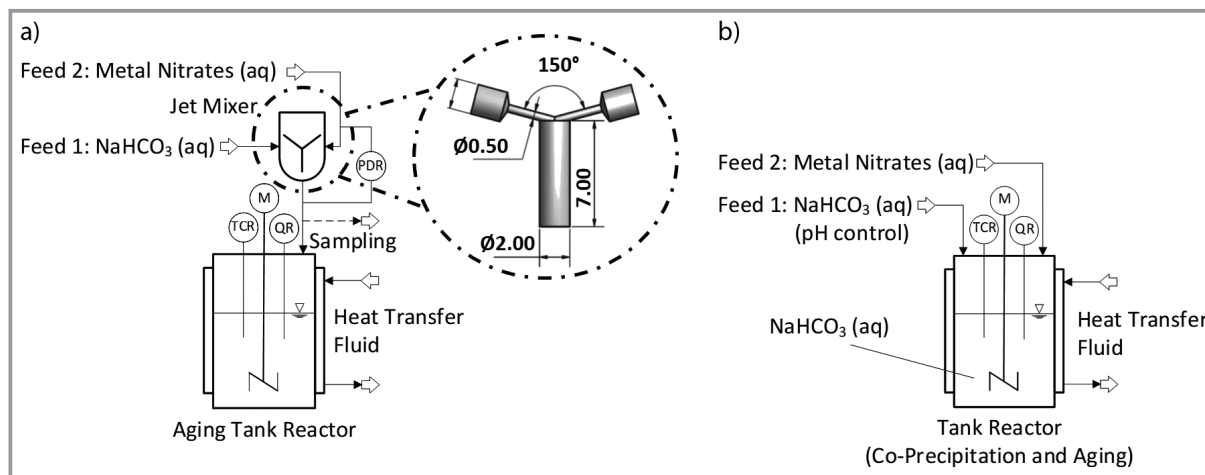 a)
Feed 2: Metal Nitrates (aq)
Jet Mixer
Feed 1: NaHCO₃ (aq)
PDR
M
TCR
QR
Sampling
Heat Transfer
Fluid
Aging Tank Reactor
150°
Ø0.50
7.00
Ø2.00
b)
Feed 2: Metal Nitrates (aq)
Feed 1: NaHCO₃ (aq)
(pH control)
M
TCR
QR
NaHCO₃ (aq)
Heat Transfer
Fluid
Tank Reactor
(Co-Precipitation and Aging)